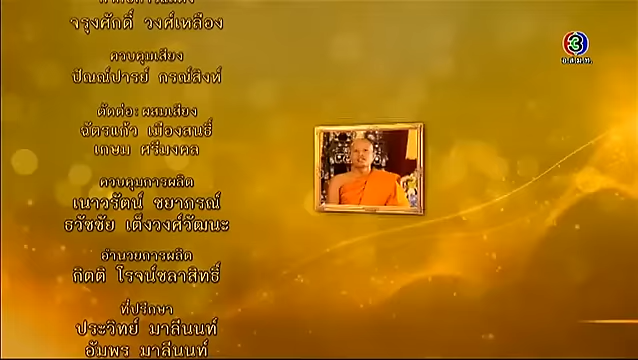 จรุงศักดิ์ วงศ์เหลือง
ควบคุมเสียง
ปัณณ์ปารย์ กรณ์สิงห์
ตัดต่อ: ผสมเสียง
ฉัตรแก้ว เมืองสนธิ์
เกษม ศรีมงคล
ควบคุมการผลิต
เนาวรัตน์ ชยาภรณ์
ธวัชชัย เต็งวงศ์วัฒนะ
อำนวยการผลิต
กิตติ โรจน์ชลาสิทธิ์
ที่ปรึกษา
ประวิทย์ มาลีนนท์
อัมพร มาลีนนท์
3
อ.ส.ม.ท.